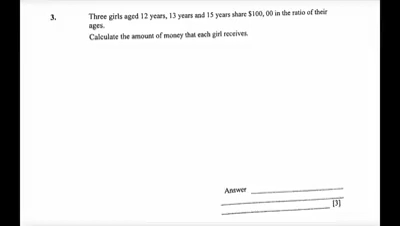 3. Three girls aged 12 years, 13 years and 15 years share $100, 00 in the ratio of their
ages.
Calculate the amount of money that each girl receives.
Answer
[3]